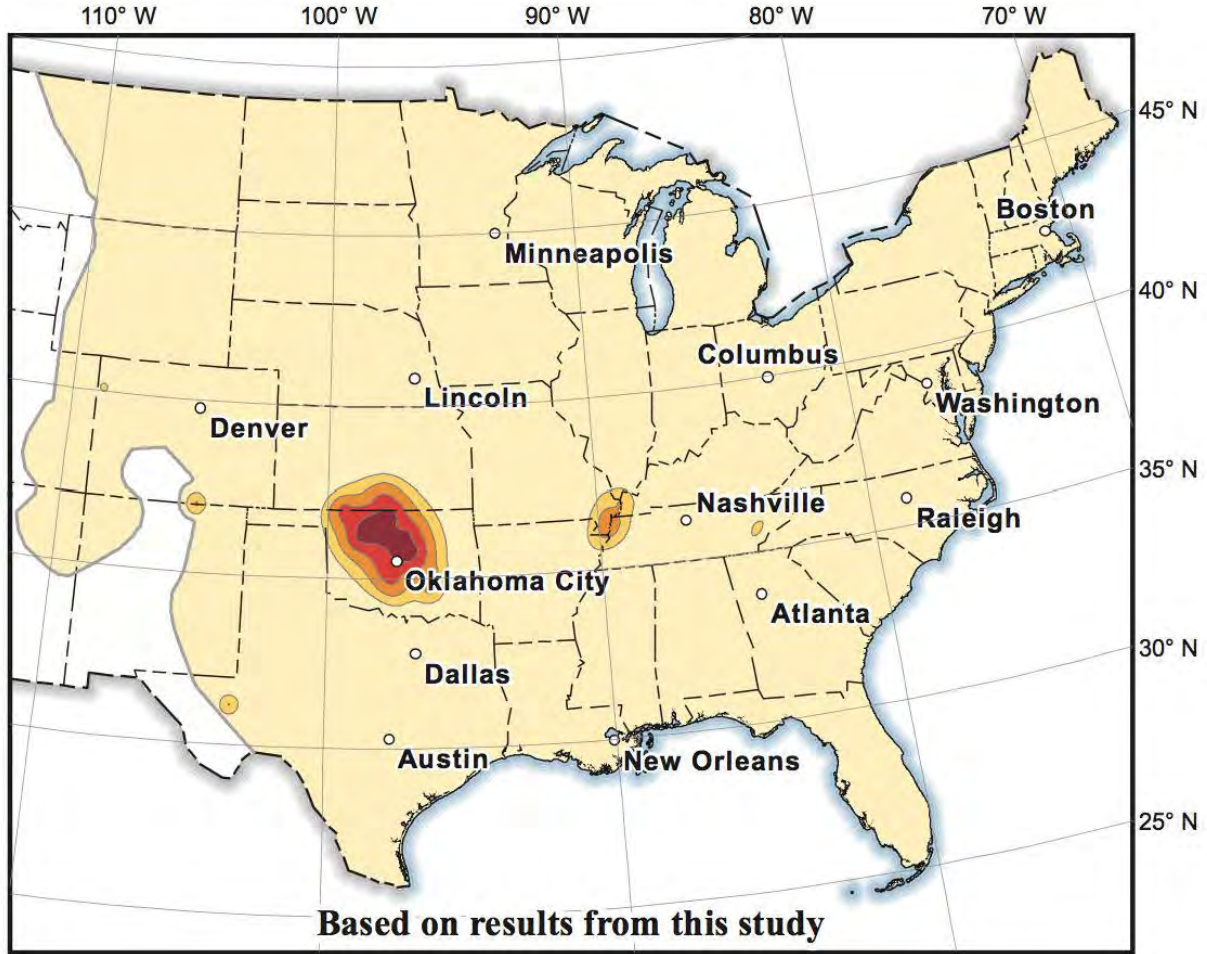 110° W 100° W 90° W 80° W 70° W
45° N
Boston
Minneapolis
40° N
Columbus
Lincoln
Washington
Denver
35° N
Nashville
Raleigh
Oklahoma City
Atlanta
30° N
Dallas
Austin
New Orleans
25° N
Based on results from this study